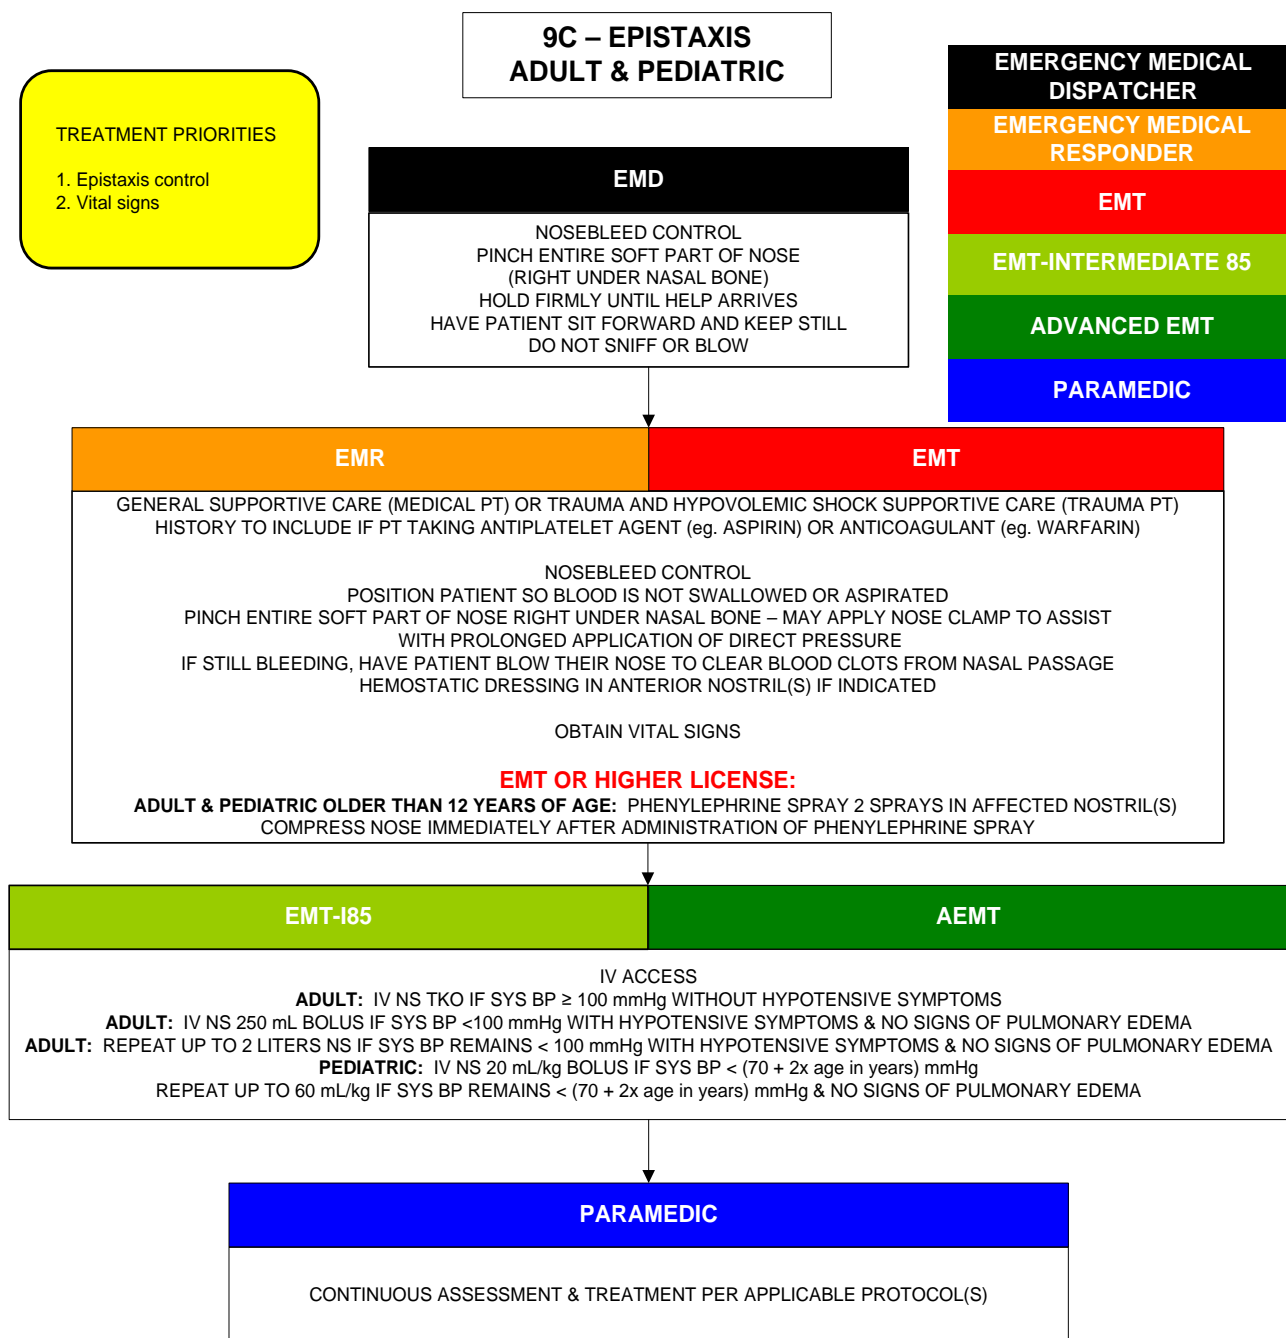 9C – EPISTAXIS
ADULT & PEDIATRIC
TREATMENT PRIORITIES
1. Epistaxis control
2. Vital signs
EMERGENCY MEDICAL
DISPATCHER
EMERGENCY MEDICAL
RESPONDER
EMT
EMT-INTERMEDIATE 85
ADVANCED EMT
PARAMEDIC
EMD
NOSEBLEED CONTROL
PINCH ENTIRE SOFT PART OF NOSE
(RIGHT UNDER NASAL BONE)
HOLD FIRMLY UNTIL HELP ARRIVES
HAVE PATIENT SIT FORWARD AND KEEP STILL
DO NOT SNIFF OR BLOW
EMR
EMT
GENERAL SUPPORTIVE CARE (MEDICAL PT) OR TRAUMA AND HYPOVOLEMIC SHOCK SUPPORTIVE CARE (TRAUMA PT)
HISTORY TO INCLUDE IF PT TAKING ANTIPLATELET AGENT (eg. ASPIRIN) OR ANTICOAGULANT (eg. WARFARIN)
NOSEBLEED CONTROL
POSITION PATIENT SO BLOOD IS NOT SWALLOWED OR ASPIRATED
PINCH ENTIRE SOFT PART OF NOSE RIGHT UNDER NASAL BONE – MAY APPLY NOSE CLAMP TO ASSIST
WITH PROLONGED APPLICATION OF DIRECT PRESSURE
IF STILL BLEEDING, HAVE PATIENT BLOW THEIR NOSE TO CLEAR BLOOD CLOTS FROM NASAL PASSAGE
HEMOSTATIC DRESSING IN ANTERIOR NOSTRIL(S) IF INDICATED
OBTAIN VITAL SIGNS
EMT OR HIGHER LICENSE:
ADULT & PEDIATRIC OLDER THAN 12 YEARS OF AGE: PHENYLEPHRINE SPRAY 2 SPRAYS IN AFFECTED NOSTRIL(S)
COMPRESS NOSE IMMEDIATELY AFTER ADMINISTRATION OF PHENYLEPHRINE SPRAY
EMT-I85
AEMT
IV ACCESS
ADULT: IV NS TKO IF SYS BP ≥ 100 mmHg WITHOUT HYPOTENSIVE SYMPTOMS
ADULT: IV NS 250 mL BOLUS IF SYS BP <100 mmHg WITH HYPOTENSIVE SYMPTOMS & NO SIGNS OF PULMONARY EDEMA
ADULT: REPEAT UP TO 2 LITERS NS IF SYS BP REMAINS < 100 mmHg WITH HYPOTENSIVE SYMPTOMS & NO SIGNS OF PULMONARY EDEMA
PEDIATRIC: IV NS 20 mL/kg BOLUS IF SYS BP < (70 + 2x age in years) mmHg
REPEAT UP TO 60 mL/kg IF SYS BP REMAINS < (70 + 2x age in years) mmHg & NO SIGNS OF PULMONARY EDEMA
PARAMEDIC
CONTINUOUS ASSESSMENT & TREATMENT PER APPLICABLE PROTOCOL(S)